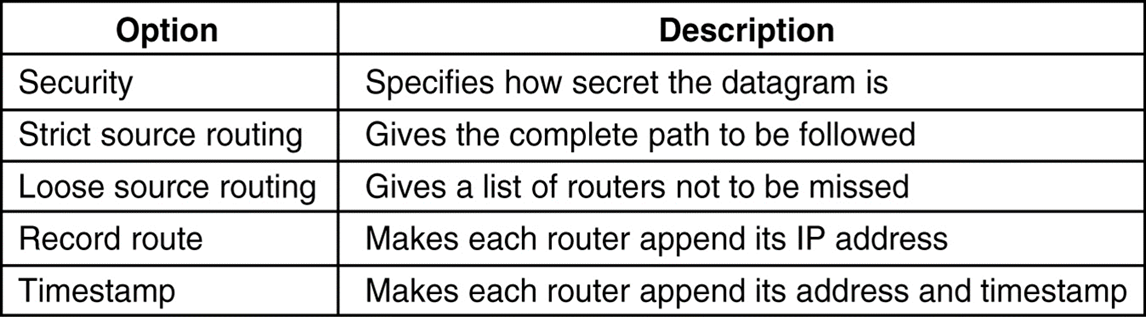 Option Description
Security Specifies how secret the datagram is
Strict source routing Gives the complete path to be followed
Loose source routing Gives a list of routers not to be missed
Record route Makes each router append its IP address
Timestamp Makes each router append its address and timestamp